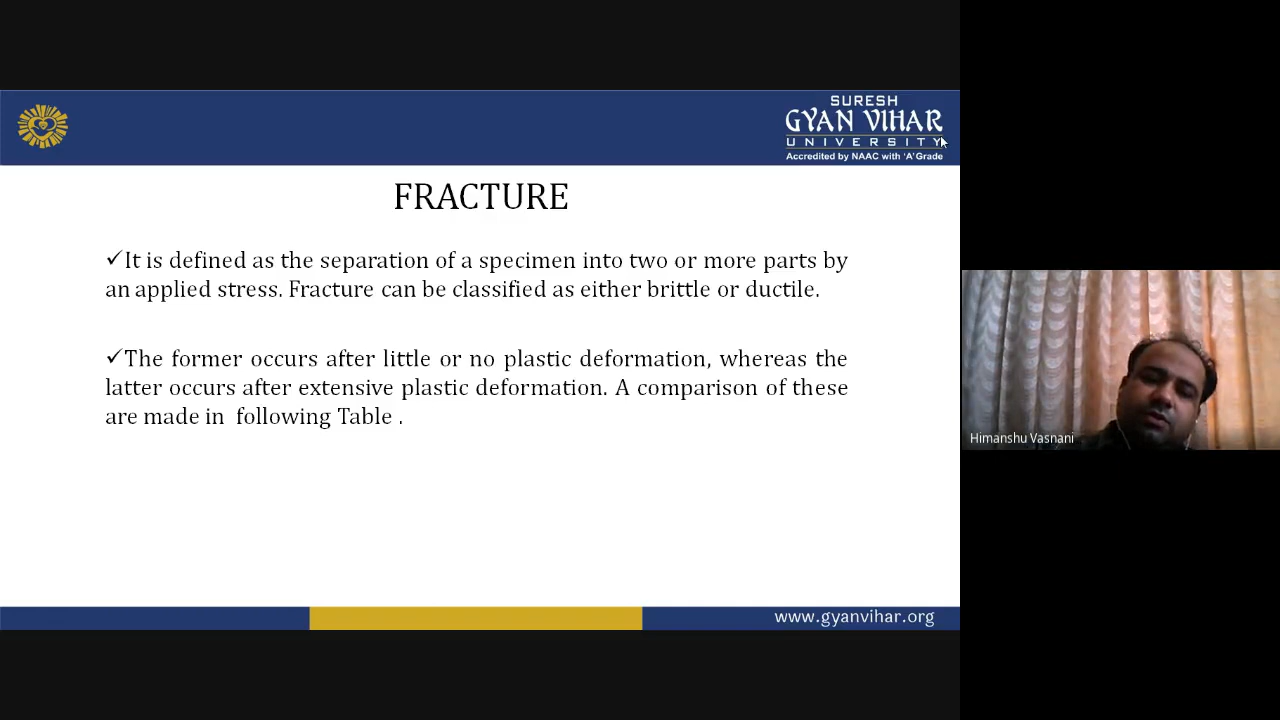 SURESH
GYAN VIHAR
UNIVERSITY
Accredited by NAAC with 'A' Grade
FRACTURE
✓It is defined as the separation of a specimen into two or more parts by
an applied stress. Fracture can be classified as either brittle or ductile.
✓The former occurs after little or no plastic deformation, whereas the
latter occurs after extensive plastic deformation. A comparison of these
are made in following Table .
Himanshu Vasnani
www.gyanvihar.org